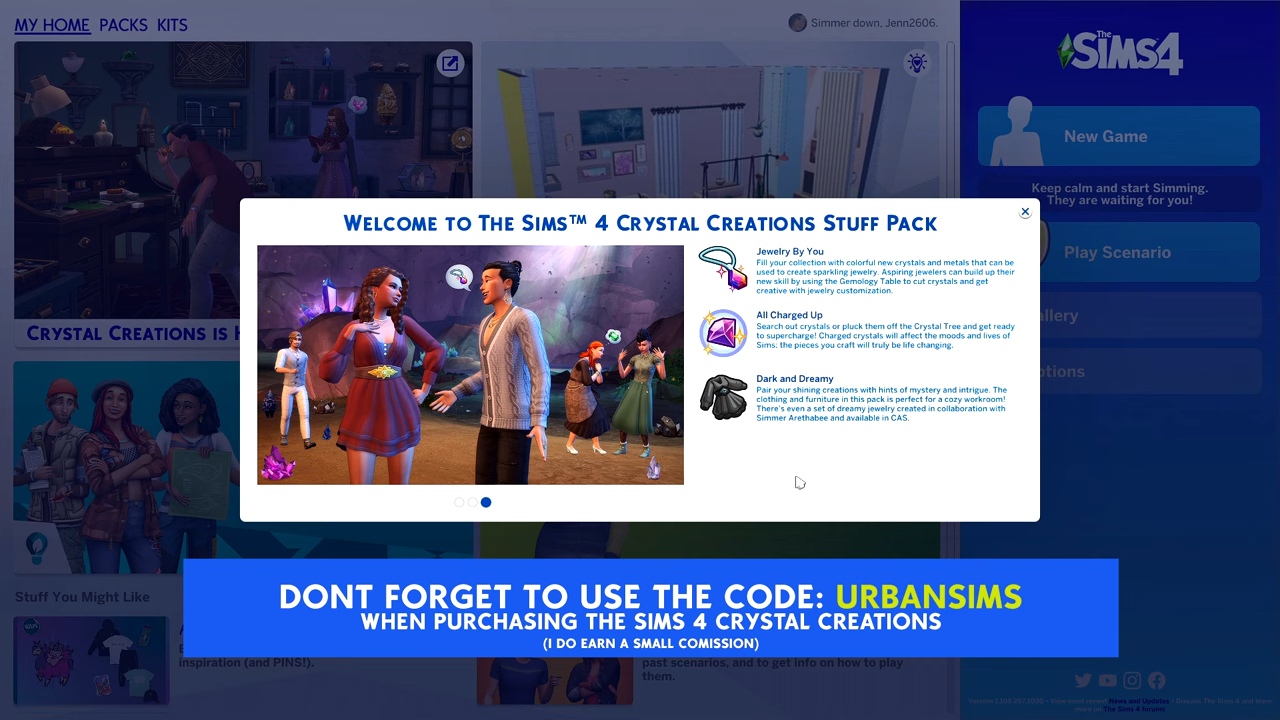 MY HOME PACKS KITS
Simmer down, Jenn2606.
The
SiMS4
New Game
Keep calm and start Simming.
They are waiting for you!
Play Scenario
llery
tions
WELCOME TO THE SIMS™ 4 CRYSTAL CREATIONS STUFF PACK
Jewelry By You
Fill your collection with colorful new crystals and metals that can be
used to create sparkling jewelry. Aspiring jewelers can build up their
new skill by using the Gemology Table to cut crystals and get
creative with jewelry customization.
All Charged Up
Search out crystals or pluck them off the Crystal Tree and get ready
to supercharge! Charged crystals will affect the moods and lives of
Sims; the pieces you craft will truly be life changing.
Dark and Dreamy
Pair your shining creations with hints of mystery and intrigue. The
clothing and furniture in this pack is perfect for a cozy workroom!
There's even a set of dreamy jewelry created in collaboration with
Simmer Arethabee and available in CAS.
CRYSTAL CREATIONS IS H
DONT FORGET TO USE THE CODE: URBANSIMS
WHEN PURCHASING THE SIMS 4 CRYSTAL CREATIONS
(I DO EARN A SMALL COMISSION)
Stuff You Might Like
inspiration (and PINS!).
past scenarios, and to get info on how to play
them.
News and Updates
The Sims 4 forums